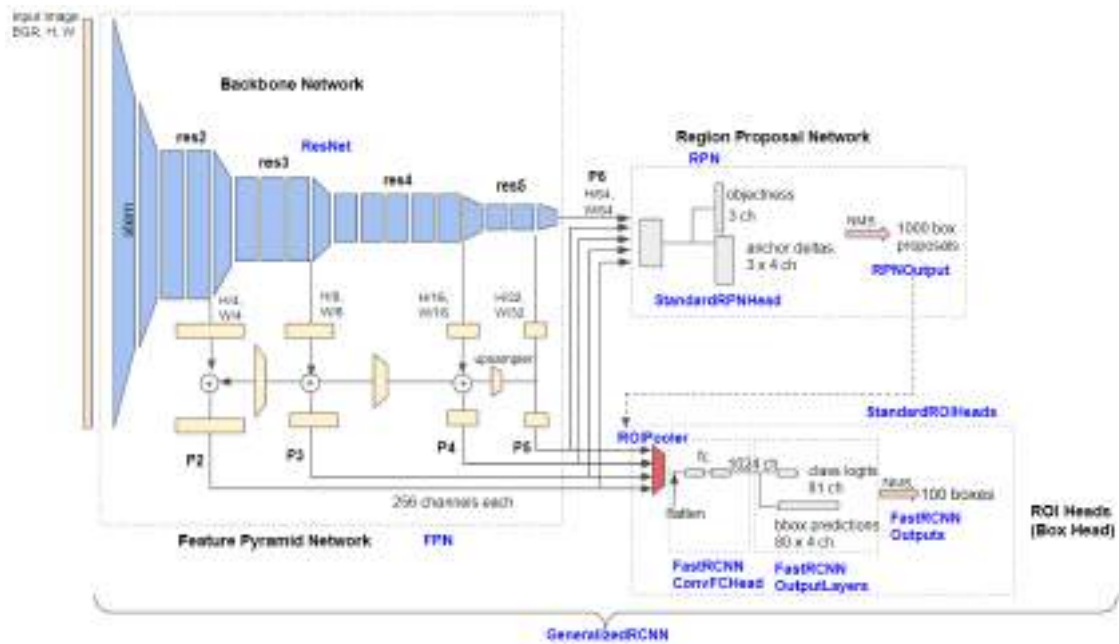 input image
BGR, H, W
Backbone Network
res2
ResNet
res3
res4
res5
stem
P6
H/64,
W/64
Region Proposal Network
RPN
objectness
3 ch
anchor deltas
3 x 4 ch
NMS
1000 box
proposals
RPNOutput
StandardRPNHead
H/4,
W/4
H/8,
W/8
H/16,
W/16
H/32,
W/32
upsampler
P2
P3
P4
P5
256 channels each
Feature Pyramid Network
FPN
StandardROIHeads
ROIPooler
fc
1024 ch
class logits
81 ch
flatten
bbox predictions
80 x 4 ch
NMS
100 boxes
FastRCNN
Outputs
ROI Heads
(Box Head)
FastRCNN
ConvFCHead
FastRCNN
OutputLayers
GeneralizedRCNN